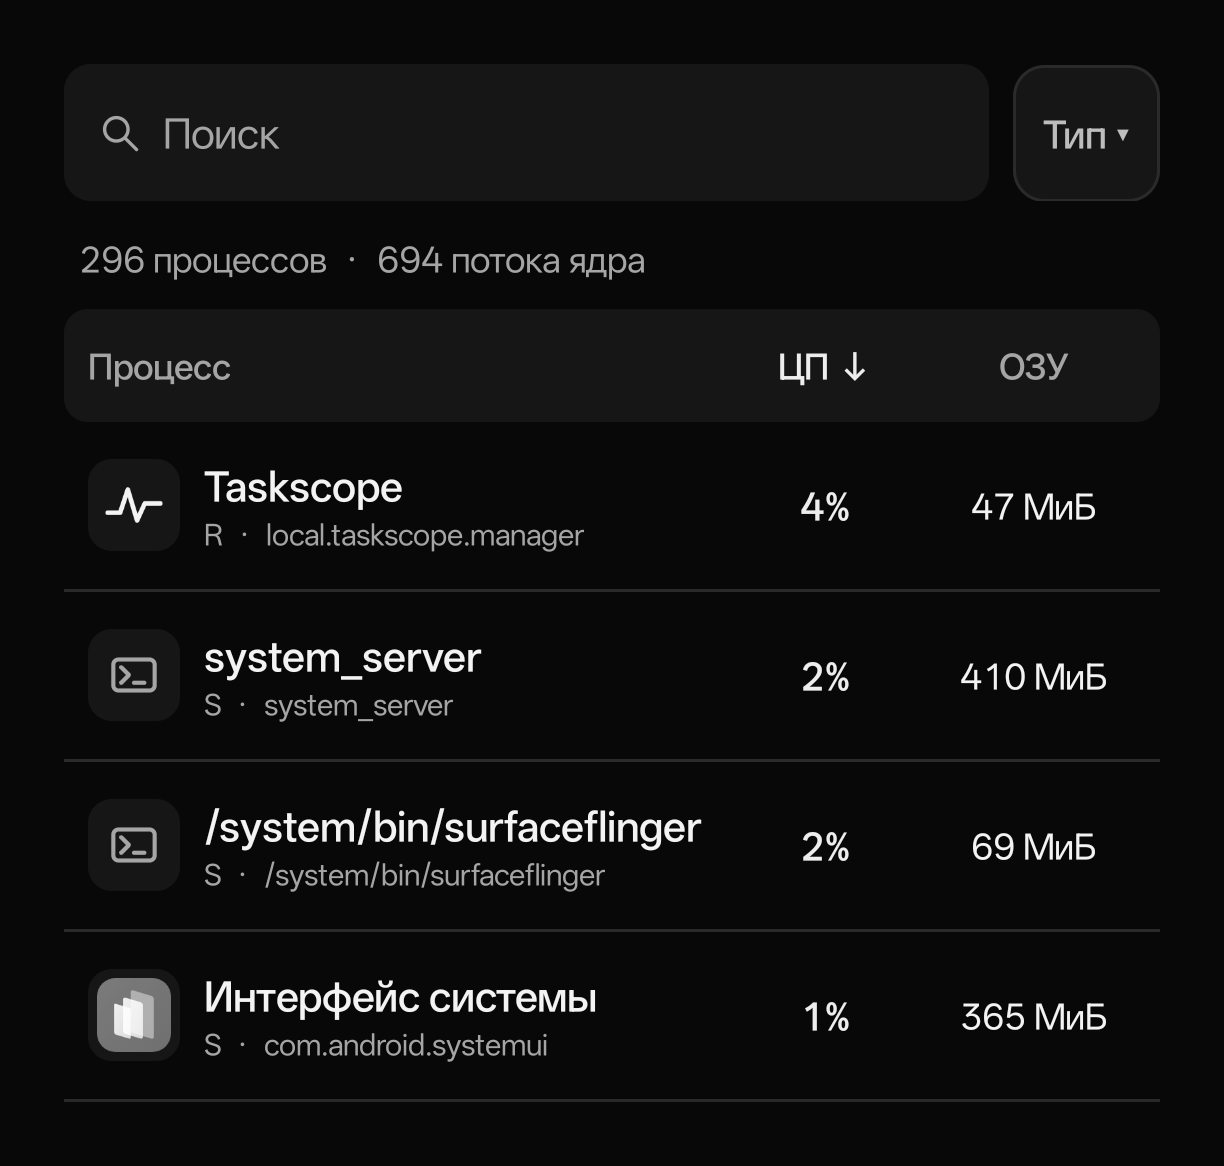 Поиск
Тип ▾
296 процессов · 694 потока ядра
Процесс ЦП ↓ ОЗУ
Taskscope 4% 47 МиБ
R · local.taskscope.manager
system_server 2% 410 МиБ
S · system_server
/system/bin/surfaceflinger 2% 69 МиБ
S · /system/bin/surfaceflinger
Интерфейс системы 1% 365 МиБ
S · com.android.systemui